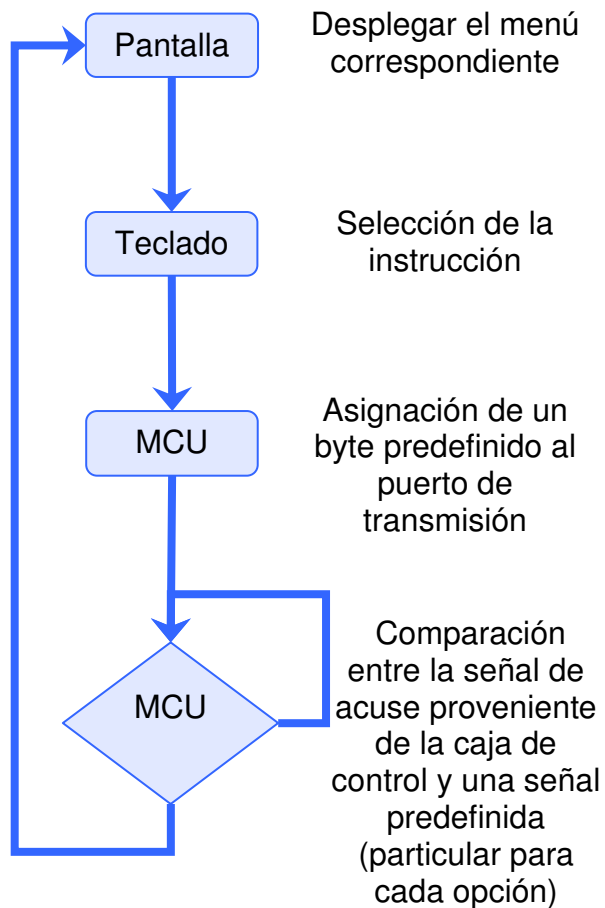 Pantalla
Desplegar el menú
correspondiente
Teclado
Selección de la
instrucción
MCU
Asignación de un
byte predefinido al
puerto de
transmisión
MCU
Comparación
entre la señal de
acuse proveniente
de la caja de
control y una señal
predefinida
(particular para
cada opción)